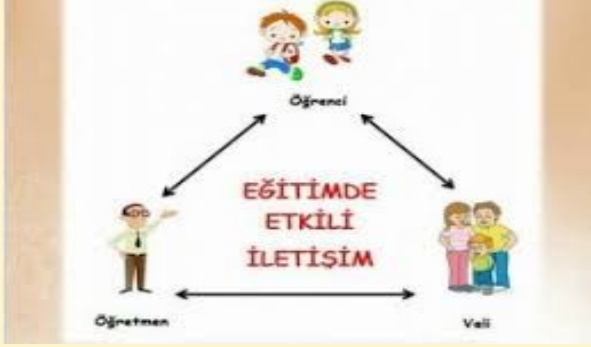 Öğrenci
EĞİTİMDE
ETKİLİ
İLETİŞİM
Öğretmen
Veli